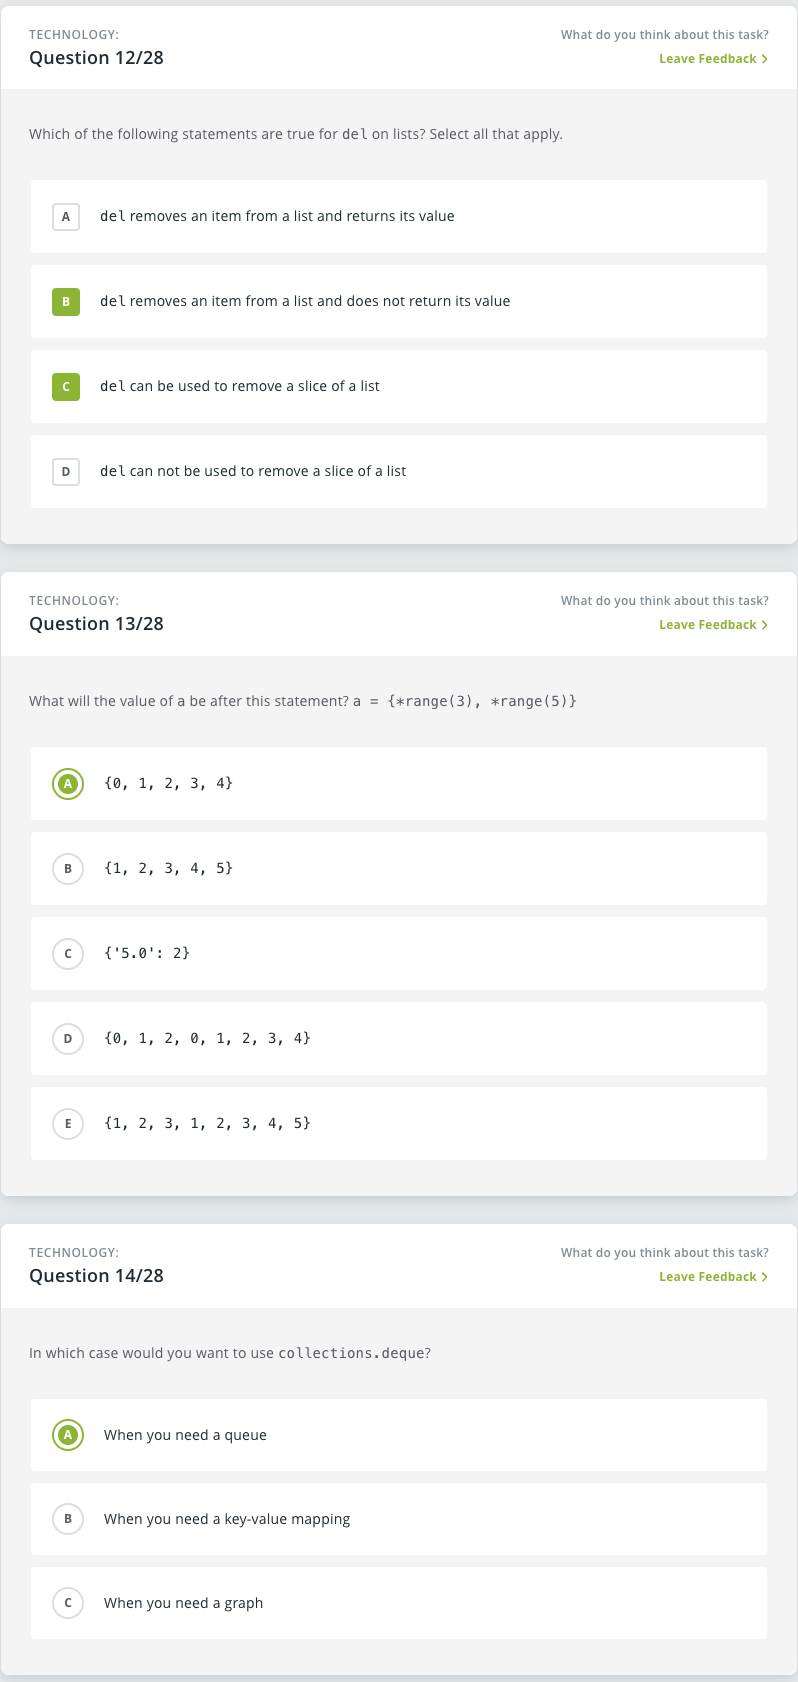 TECHNOLOGY:
What do you think about this task?
Question 12/28
Leave Feedback >
Which of the following statements are true for del on lists? Select all that apply.
A del removes an item from a list and returns its value
B del removes an item from a list and does not return its value
C del can be used to remove a slice of a list
D del can not be used to remove a slice of a list
TECHNOLOGY:
What do you think about this task?
Question 13/28
Leave Feedback >
What will the value of a be after this statement? a = {*range(3), *range(5)}
A {0, 1, 2, 3, 4}
B {1, 2, 3, 4, 5}
C {'5.0': 2}
D {0, 1, 2, 0, 1, 2, 3, 4}
E {1, 2, 3, 1, 2, 3, 4, 5}
TECHNOLOGY:
What do you think about this task?
Question 14/28
Leave Feedback >
In which case would you want to use collections.deque?
A When you need a queue
B When you need a key-value mapping
C When you need a graph